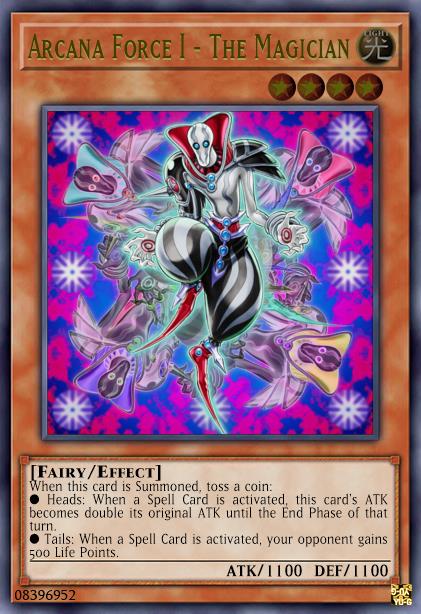 ARCANA FORCE I - THE MAGICIAN
LIGHT
光
[FAIRY/EFFECT]
When this card is Summoned, toss a coin:
● Heads: When a Spell Card is activated, this card's ATK
becomes double its original ATK until the End Phase of that
turn.
● Tails: When a Spell Card is activated, your opponent gains
500 Life Points.
ATK/1100 DEF/1100
08396952